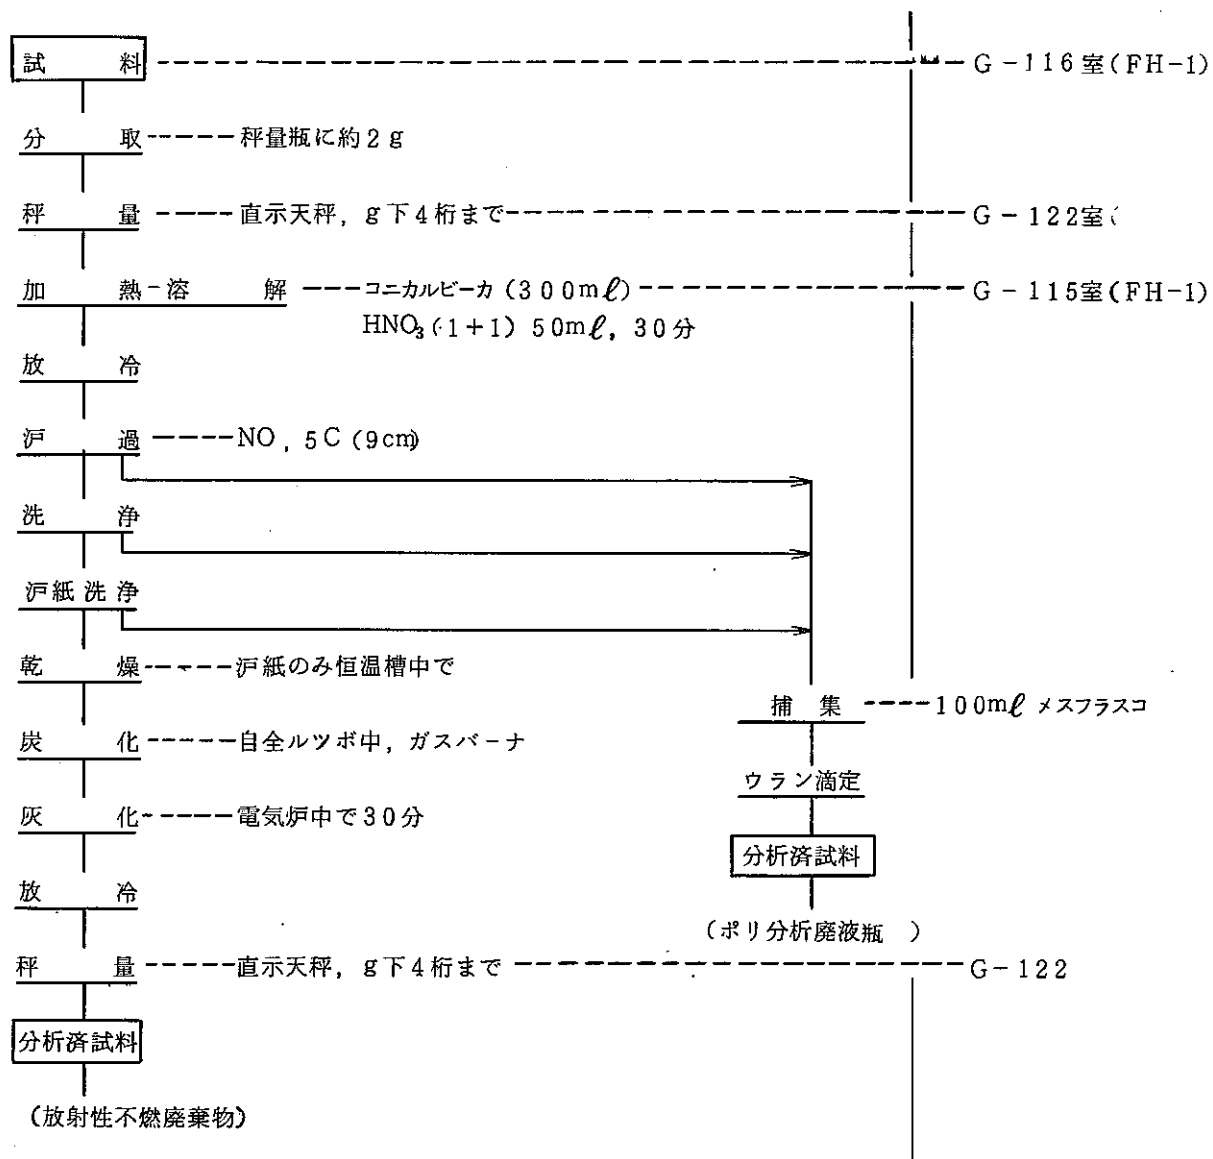 試料 G-116室(FH-1)
分取 秤量瓶に約2g
秤量 直示天秤, g下4桁まで G-122室
加熱-溶解 コニカルビーカ(300mℓ) G-115室(FH-1)
HNO₃(1+1) 50mℓ, 30分
放冷
沪過 NO, 5C(9cm)
洗浄
沪紙洗浄
乾燥 沪紙のみ恒温槽中で
捕集 100mℓ メスフラスコ
炭化 自全ルツボ中, ガスバーナ
ウラン滴定
灰化 電気炉中で30分
分析済試料
放冷
(ポリ分析廃液瓶 )
秤量 直示天秤, g下4桁まで G-122
分析済試料
(放射性不燃廃棄物)